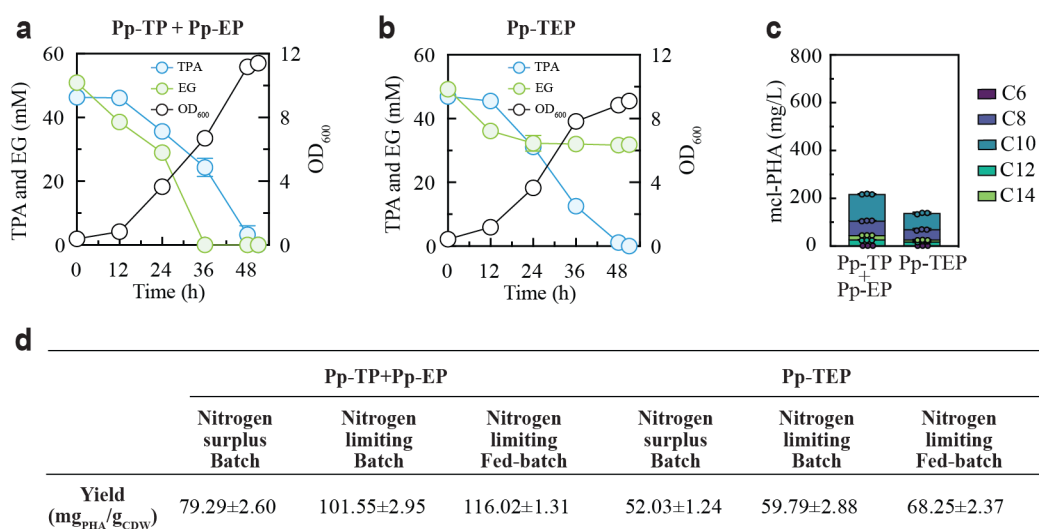 a
Pp-TP + Pp-EP
60
40
20
0
TPA and EG (mM)
TPA
EG
OD600
12
8
4
0
OD600
0 12 24 36 48
Time (h)
b
Pp-TEP
60
40
20
0
TPA and EG (mM)
TPA
EG
OD600
12
8
4
0
OD600
0 12 24 36 48
Time (h)
c
800
600
400
200
0
mcl-PHA (mg/L)
C6
C8
C10
C12
C14
Pp-TP
+
Pp-EP
Pp-TEP
d
Pp-TP+Pp-EP Pp-TEP
Nitrogen surplus Batch
Nitrogen limiting Batch
Nitrogen limiting Fed-batch
Nitrogen surplus Batch
Nitrogen limiting Batch
Nitrogen limiting Fed-batch
Yield
(mgPHA/gCDW)
79.29±2.60 101.55±2.95 116.02±1.31 52.03±1.24 59.79±2.88 68.25±2.37